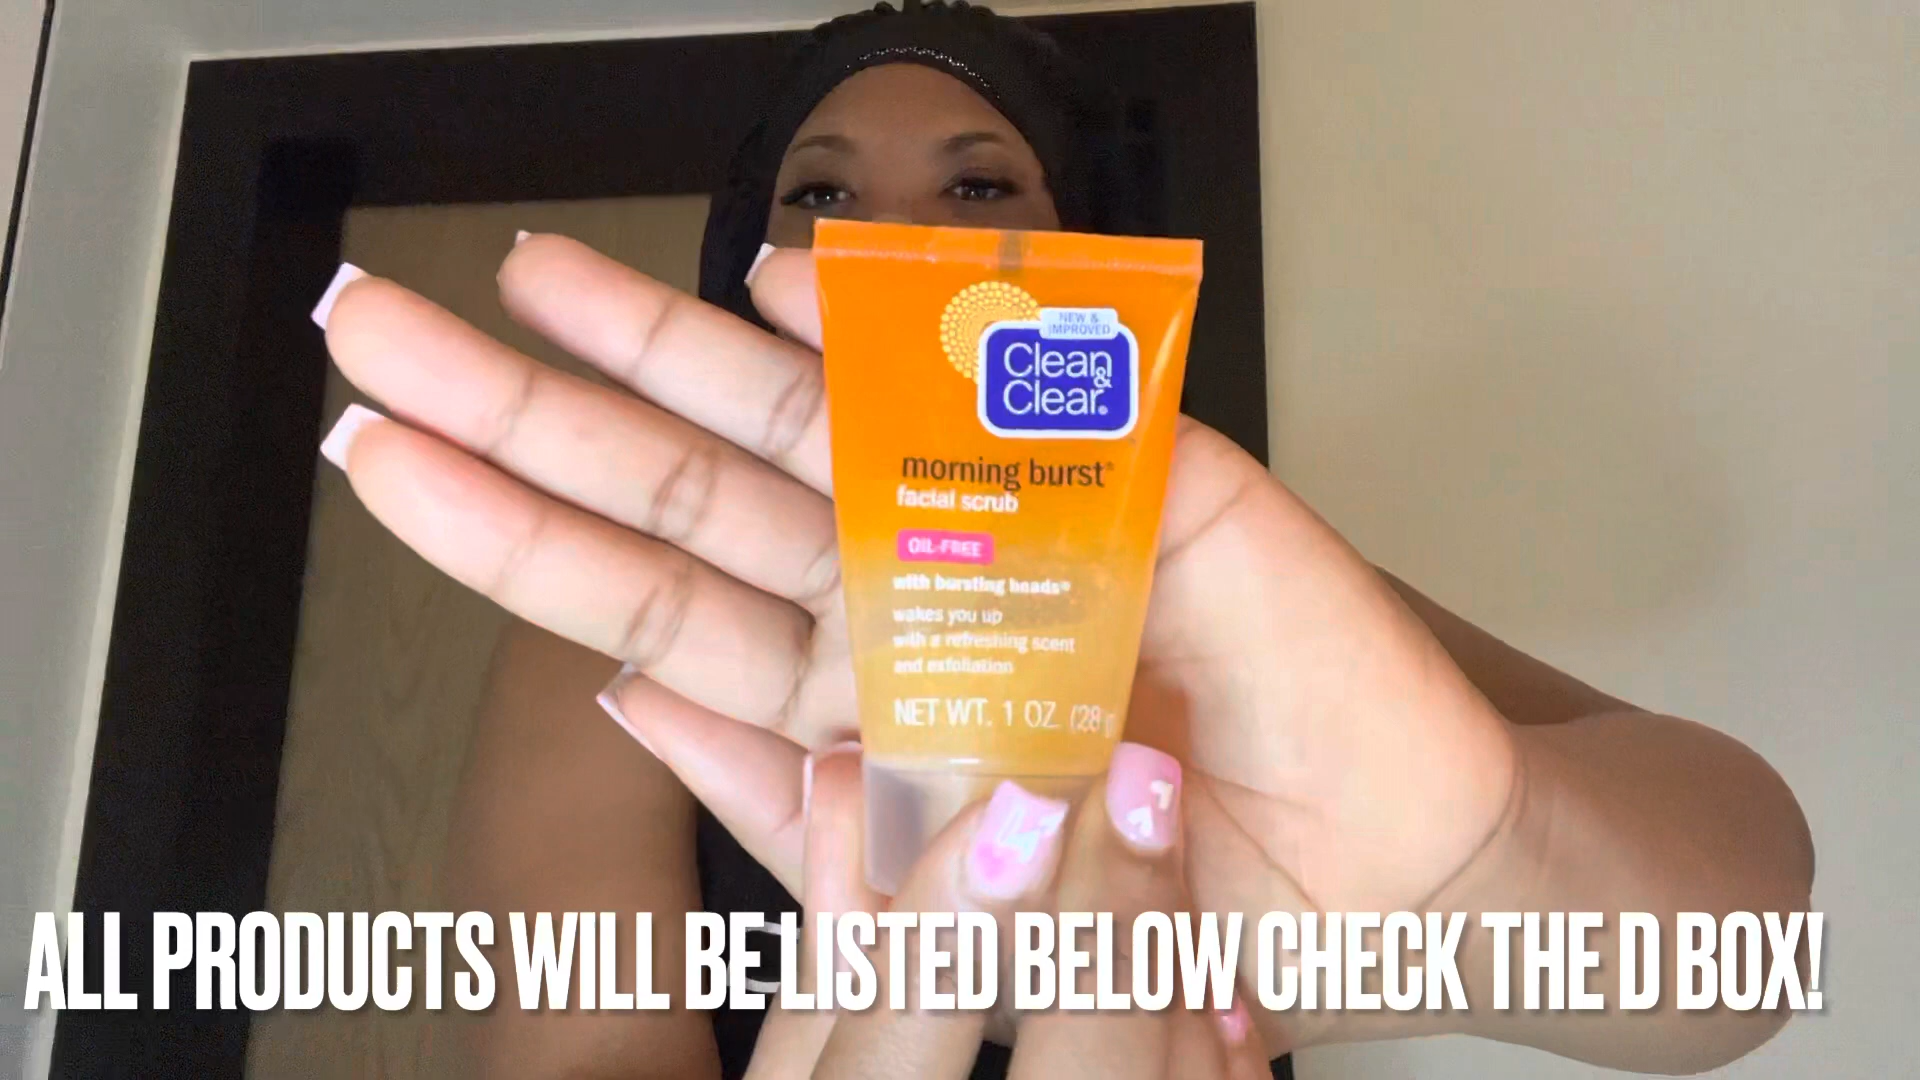 NEW &
IMPROVED
Clean
&
Clear®
morning burst®
facial scrub
OIL-FREE
with bursting beads®
wakes you up
with a refreshing scent
and exfoliation
NET WT. 1 OZ. (28 g
ALL PRODUCTS WILL BE LISTED BELOW CHECK THE D BOX!